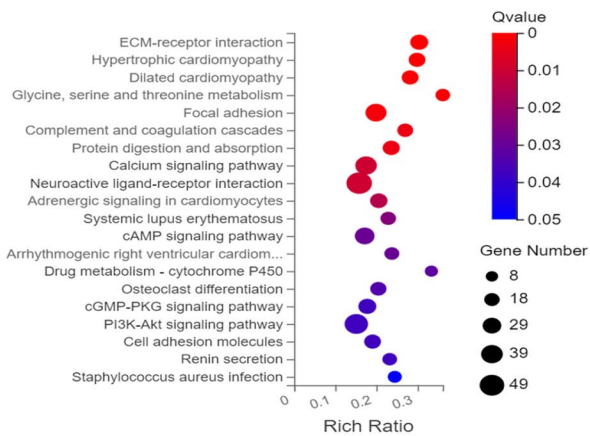 Qvalue
0
0.01
0.02
0.03
0.04
0.05
ECM-receptor interaction
Hypertrophic cardiomyopathy
Dilated cardiomyopathy
Glycine, serine and threonine metabolism
Focal adhesion
Complement and coagulation cascades
Protein digestion and absorption
Calcium signaling pathway
Neuroactive ligand-receptor interaction
Adrenergic signaling in cardiomyocytes
Systemic lupus erythematosus
cAMP signaling pathway
Arrhythmogenic right ventricular cardiom...
Drug metabolism - cytochrome P450
Osteoclast differentiation
cGMP-PKG signaling pathway
PI3K-Akt signaling pathway
Cell adhesion molecules
Renin secretion
Staphylococcus aureus infection
Gene Number
8
18
29
39
49
0 0.1 0.2 0.3
Rich Ratio